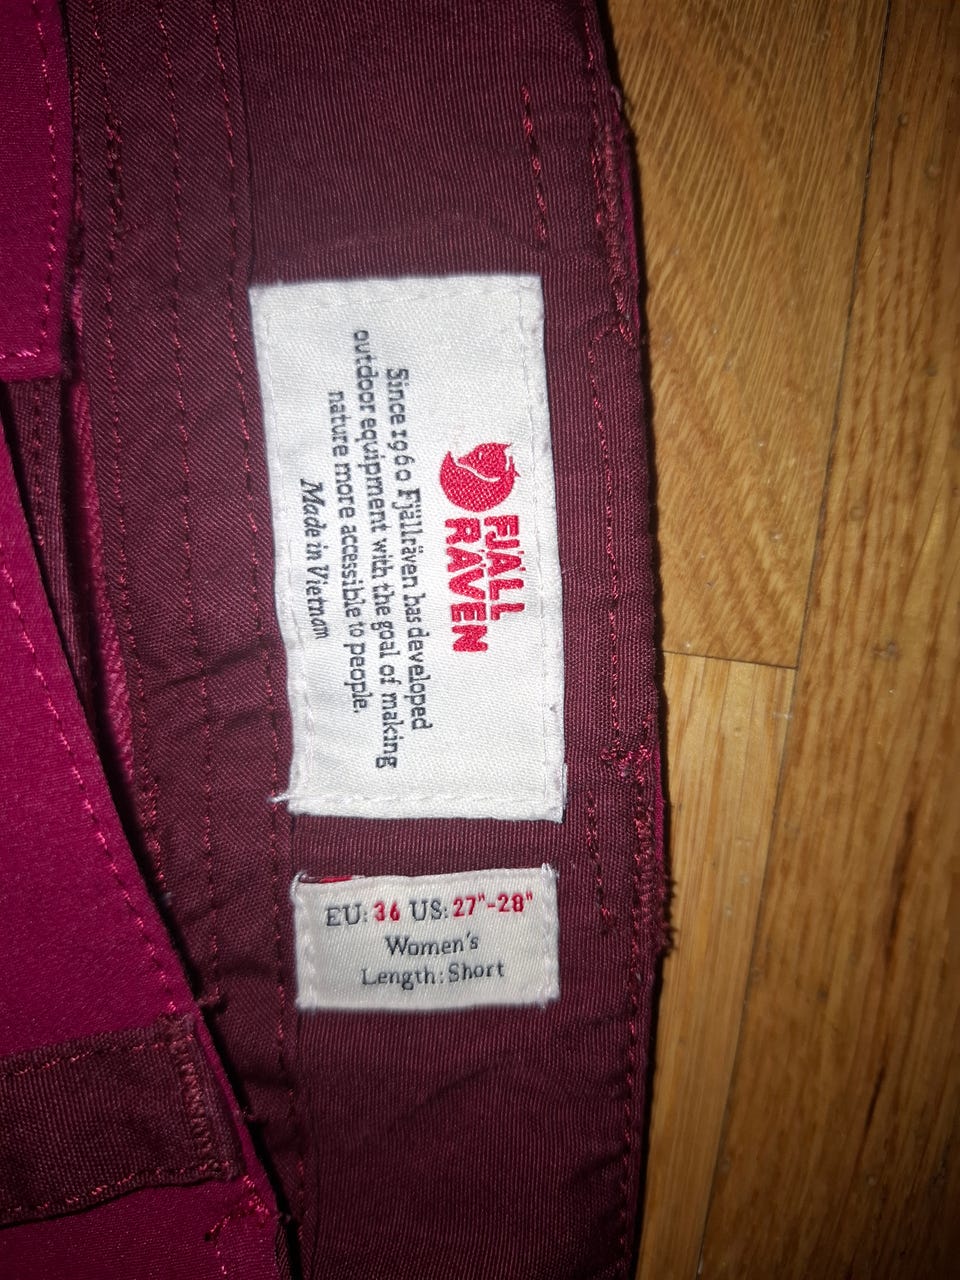 FJÄLL
RÄVEN
Since 1960 Fjällräven has developed
outdoor equipment with the goal of making
nature more accessible to people.
Made in Vietnam
EU: 36 US: 27"-28"
Women's
Length: Short